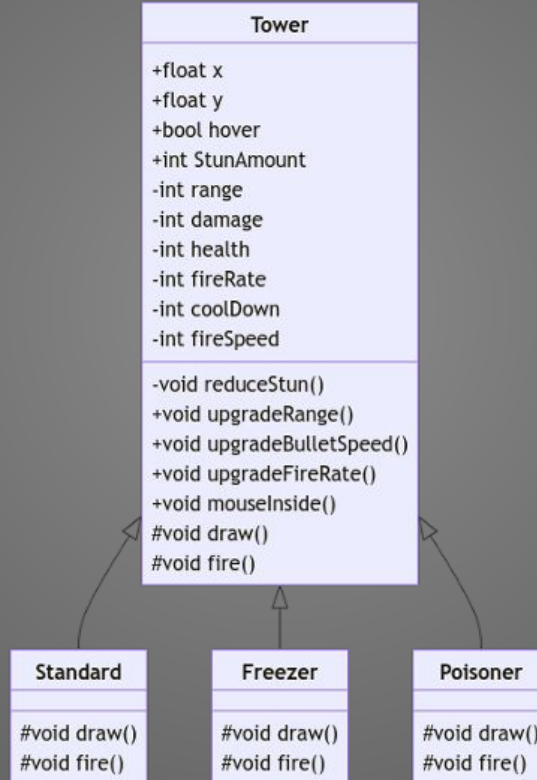 Tower
+float x
+float y
+bool hover
+int StunAmount
-int range
-int damage
-int health
-int fireRate
-int coolDown
-int fireSpeed
-void reduceStun()
+void upgradeRange()
+void upgradeBulletSpeed()
+void upgradeFireRate()
+void mouseInside()
#void draw()
#void fire()
Standard
#void draw()
#void fire()
Freezer
#void draw()
#void fire()
Poisoner
#void draw()
#void fire()